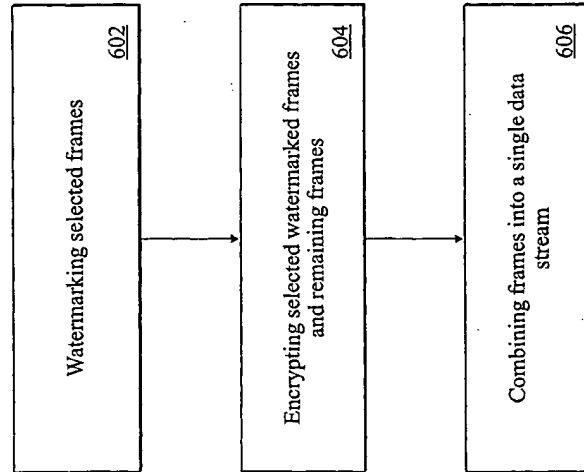 Watermarking selected frames
602
Encrypting selected watermarked frames
and remaining frames
604
Combining frames into a single data
stream
606